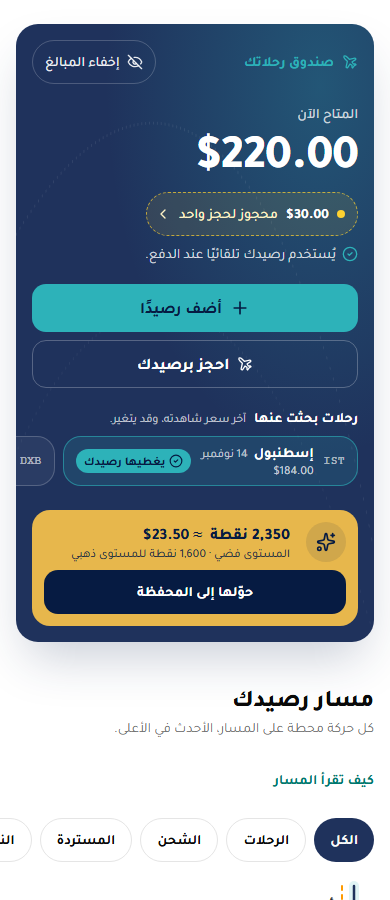 صندوق رحلاتك
إخفاء المبالغ
المتاح الآن
$220.00
$30.00 محجوز لحجز واحد
يُستخدم رصيدك تلقائيًا عند الدفع.
أضف رصيدًا
احجز برصيدك
رحلات بحثت عنها آخر سعر شاهدته، وقد يتغير.
IST إسطنبول 14 نوفمبر يغطيها رصيدك DXB
$184.00
2,350 نقطة ≈ $23.50
المستوى فضي · 1,600 نقطة للمستوى ذهبي
حوّلها إلى المحفظة
مسار رصيدك
كل حركة محطة على المسار، الأحدث في الأعلى.
كيف تقرأ المسار
الكل الرحلات الشحن المستردة